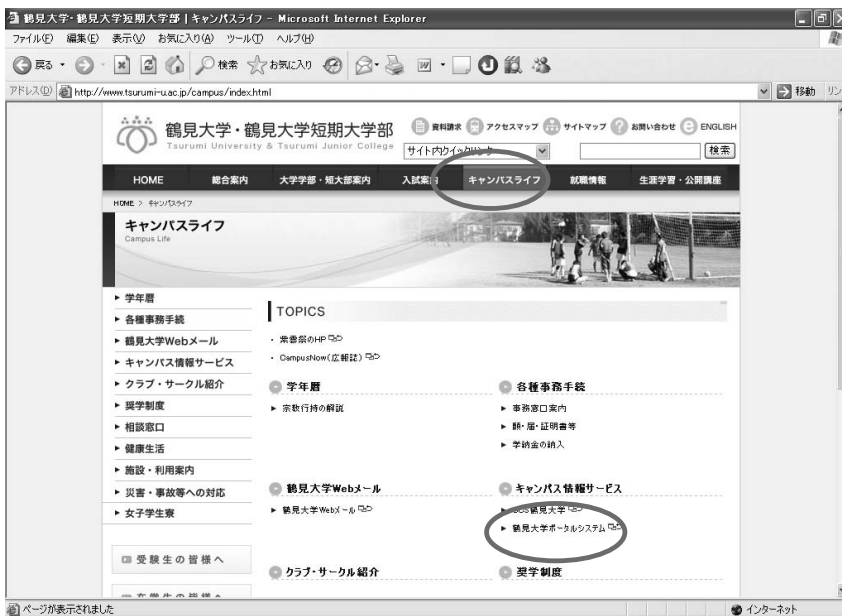 鶴見大学・鶴見大学短期大学部 | キャンパスライフ - Microsoft Internet Explorer
ファイル(F) 編集(E) 表示(V) お気に入り(A) ツール(T) ヘルプ(H)
戻る 検索 お気に入り
アドレス(D) http://www.tsurumi-u.ac.jp/campus/index.html 移動 リン
鶴見大学・鶴見大学短期大学部
Tsurumi University & Tsurumi Junior College
資料請求 アクセスマップ サイトマップ お問い合わせ ENGLISH
サイト内クイックリンク 検索
HOME 総合案内 大学学部・短大部案内 入試案内 キャンパスライフ 就職情報 生涯学習・公開講座
HOME > キャンパスライフ
キャンパスライフ
Campus Life
学年暦
各種事務手続
鶴見大学Webメール
キャンパス情報サービス
クラブ・サークル紹介
奨学制度
相談窓口
健康生活
施設・利用案内
災害・事故等への対応
女子学生寮
受験生の皆様へ
在学生の皆様へ
TOPICS
・ 紫雲祭のHP
・ CampusNow(広報誌)
学年暦
宗教行持の解説
各種事務手続
事務窓口案内
願・届・証明書等
学納金の納入
鶴見大学Webメール
鶴見大学Webメール
キャンパス情報サービス
鶴見大学
鶴見大学ポータルシステム
クラブ・サークル紹介
奨学制度
ページが表示されました インターネット